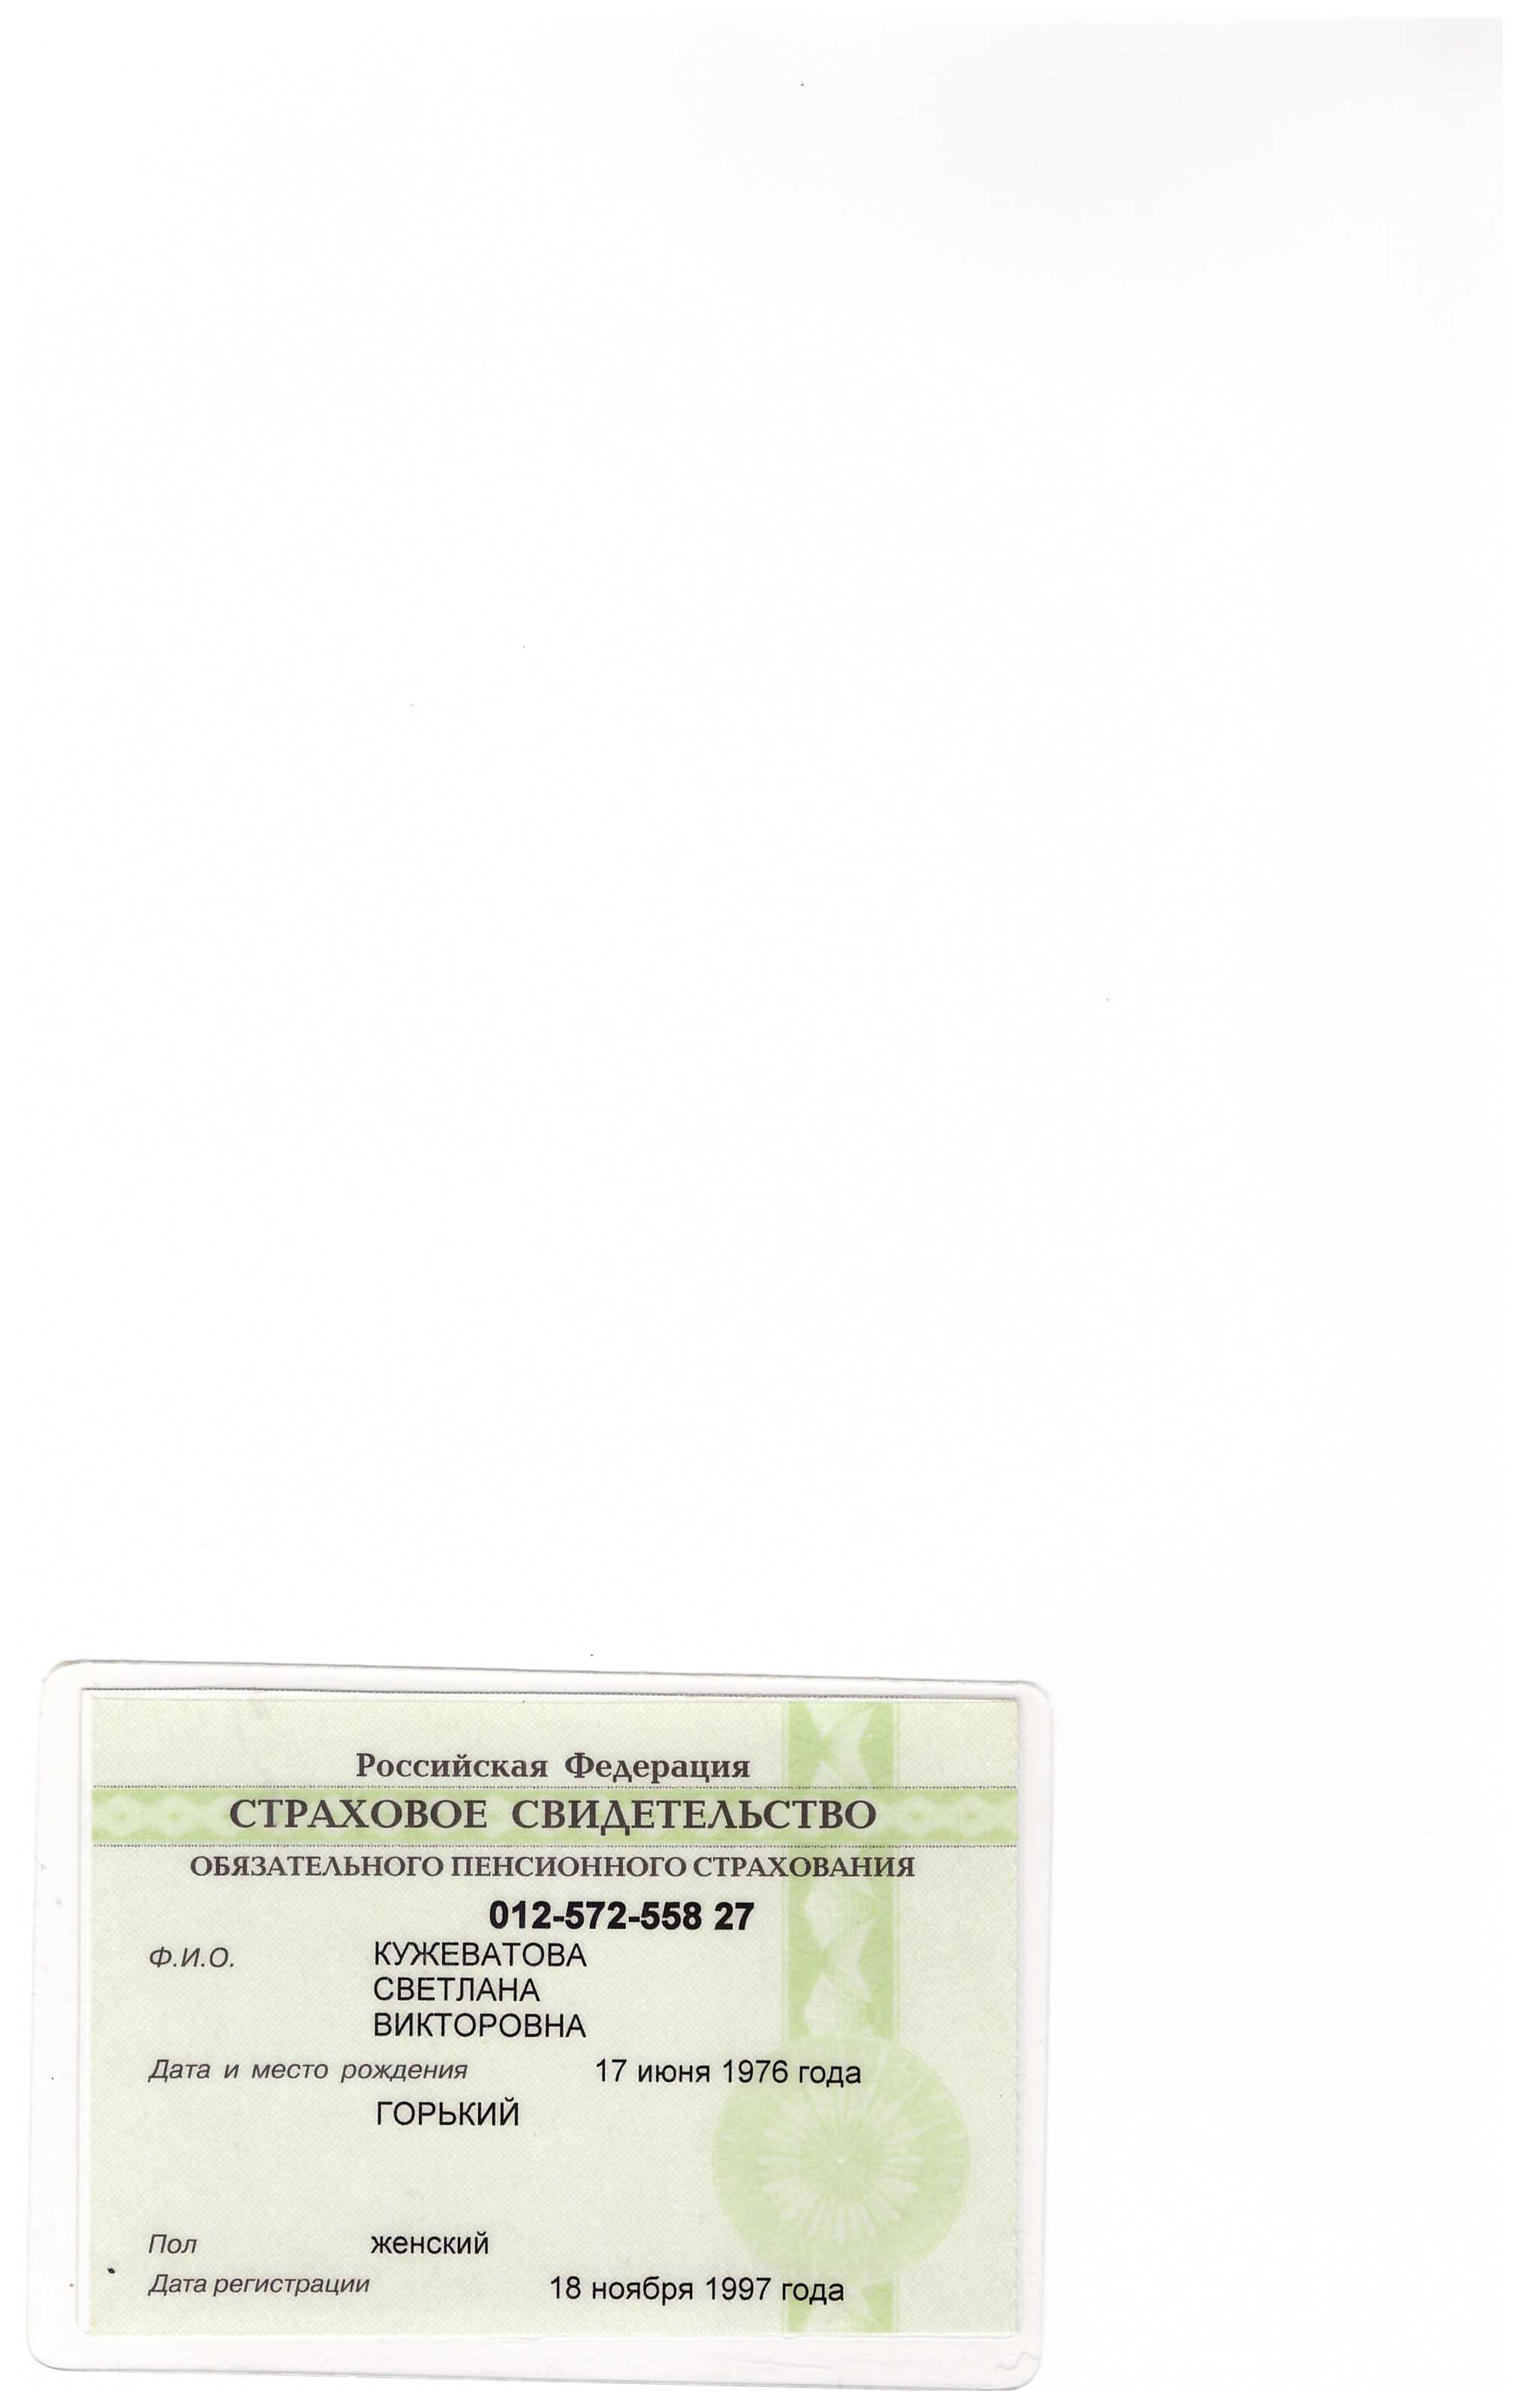 Российская Федерация
СТРАХОВОЕ СВИДЕТЕЛЬСТВО
ОБЯЗАТЕЛЬНОГО ПЕНСИОННОГО СТРАХОВАНИЯ
012-572-558 27
Ф.И.О. КУЖЕВАТОВА
СВЕТЛАНА
ВИКТОРОВНА
Дата и место рождения 17 июня 1976 года
ГОРЬКИЙ
Пол женский
Дата регистрации 18 ноября 1997 года